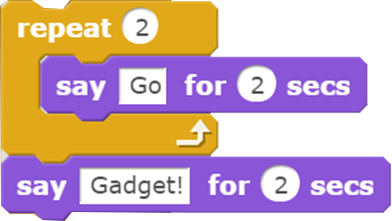 repeat 2
say Go for 2 secs
say Gadget! for 2 secs